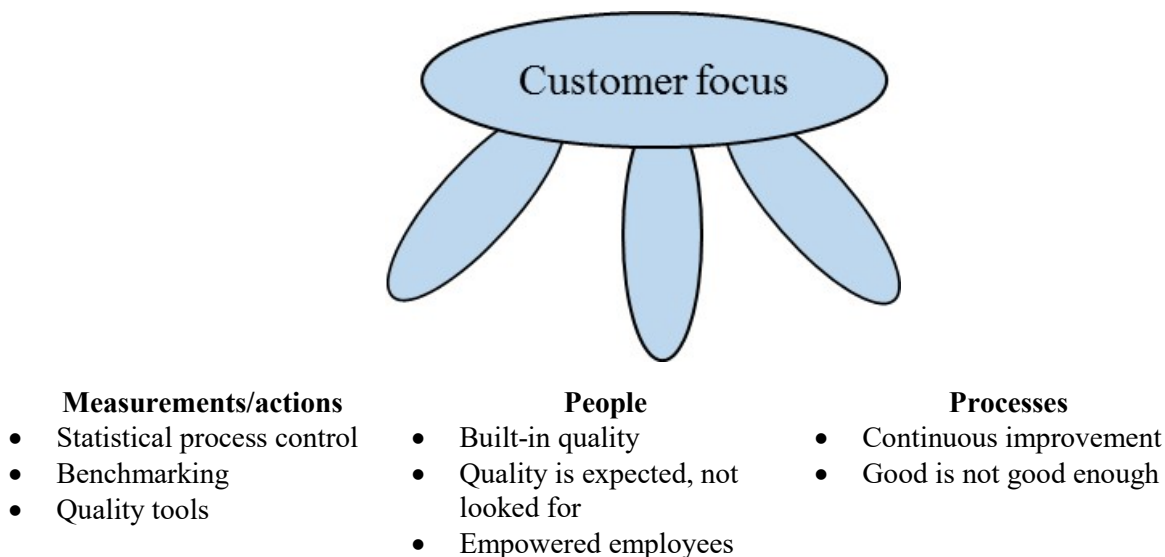 Customer focus
Measurements/actions
• Statistical process control
• Benchmarking
• Quality tools
People
• Built-in quality
• Quality is expected, not
looked for
• Empowered employees
Processes
• Continuous improvement
• Good is not good enough